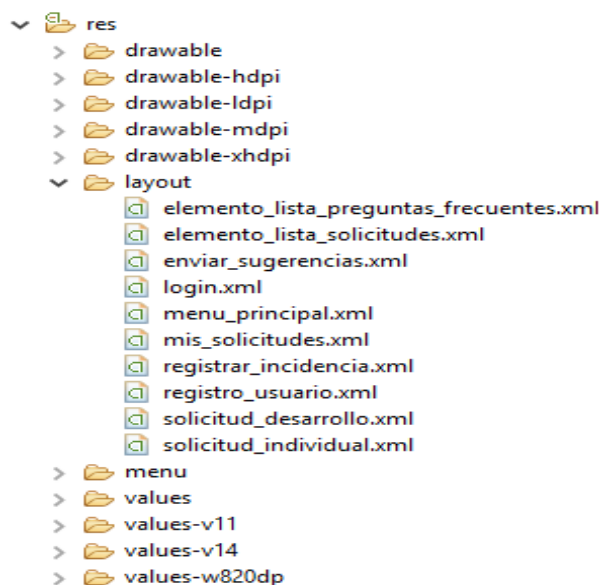 res
drawable
drawable-hdpi
drawable-ldpi
drawable-mdpi
drawable-xhdpi
layout
elemento_lista_preguntas_frecuentes.xml
elemento_lista_solicitudes.xml
enviar_sugerencias.xml
login.xml
menu_principal.xml
mis_solicitudes.xml
registrar_incidencia.xml
registro_usuario.xml
solicitud_desarrollo.xml
solicitud_individual.xml
menu
values
values-v11
values-v14
values-w820dp